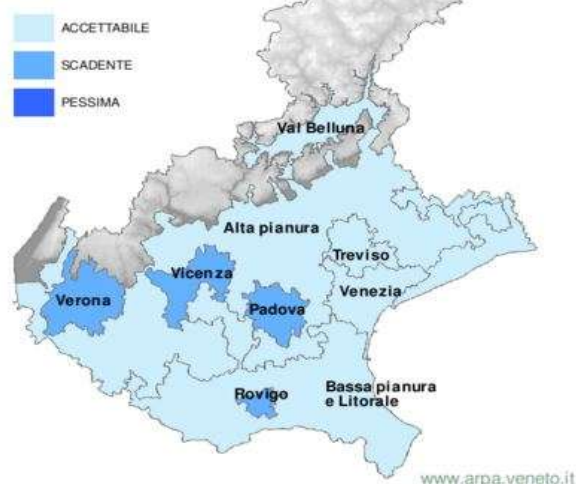 ACCETTABILE
SCADENTE
PESSIMA
Val Belluna
Alta pianura
Treviso
Vicenza
Venezia
Verona
Padova
Rovigo
Bassa pianura
e Litorale
www.arpa.veneto.it